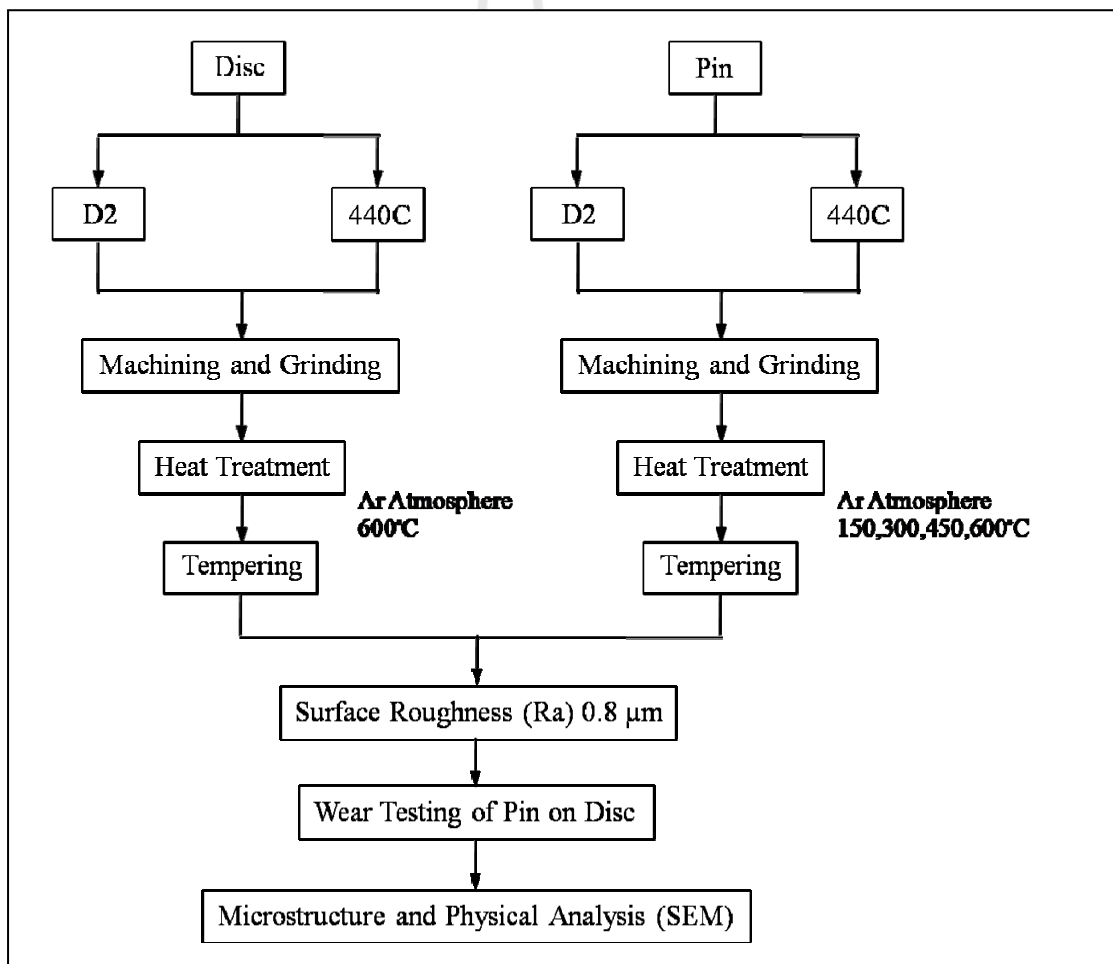 Disc
Pin
D2
440C
D2
440C
Machining and Grinding
Machining and Grinding
Heat Treatment
Heat Treatment
Ar Atmosphere
600°C
Ar Atmosphere
150,300,450,600°C
Tempering
Tempering
Surface Roughness (Ra) 0.8 μm
Wear Testing of Pin on Disc
Microstructure and Physical Analysis (SEM)